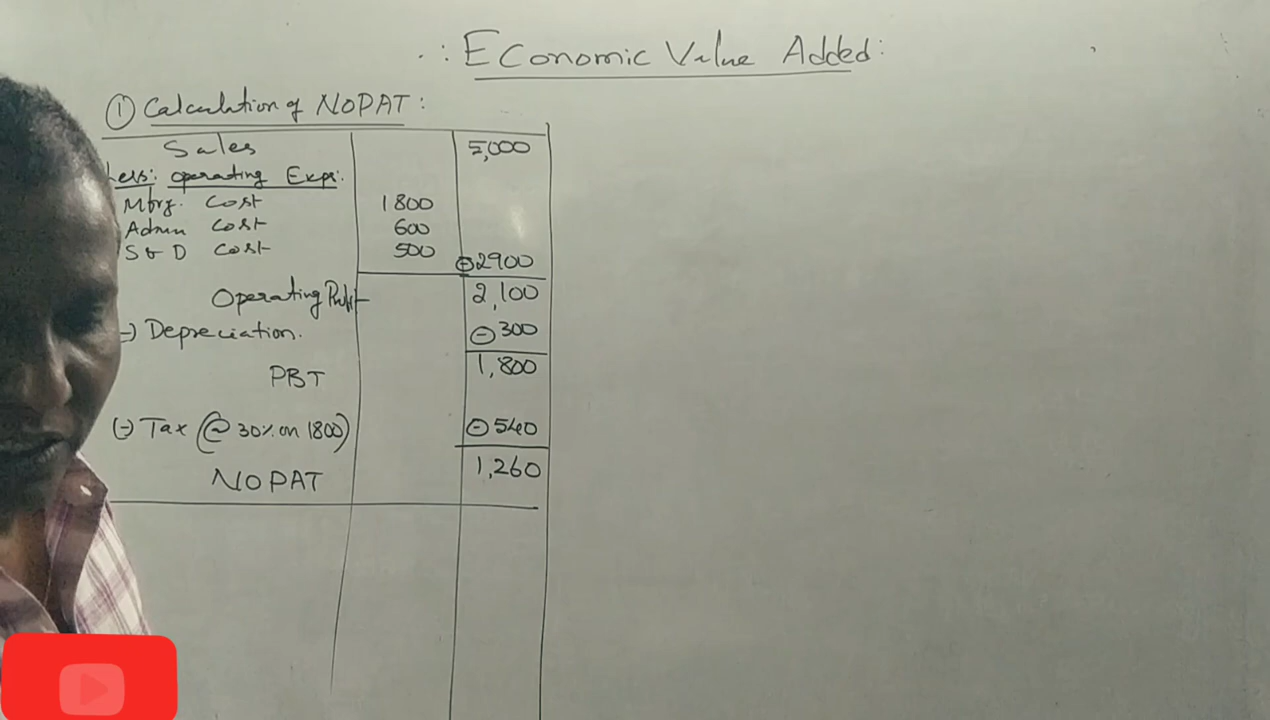 ∴ Economic Value Added:
① Calculation of NOPAT:
Sales 5,000
Less: operating Exps:
Mfrg. Cost 1800
Admn Cost 600
S & D Cost 500 ⊖2900
Operating Profit 2,100
(-) Depreciation. ⊖300
PBT 1,800
(-) Tax (@ 30% on 1800) ⊖540
NOPAT 1,260